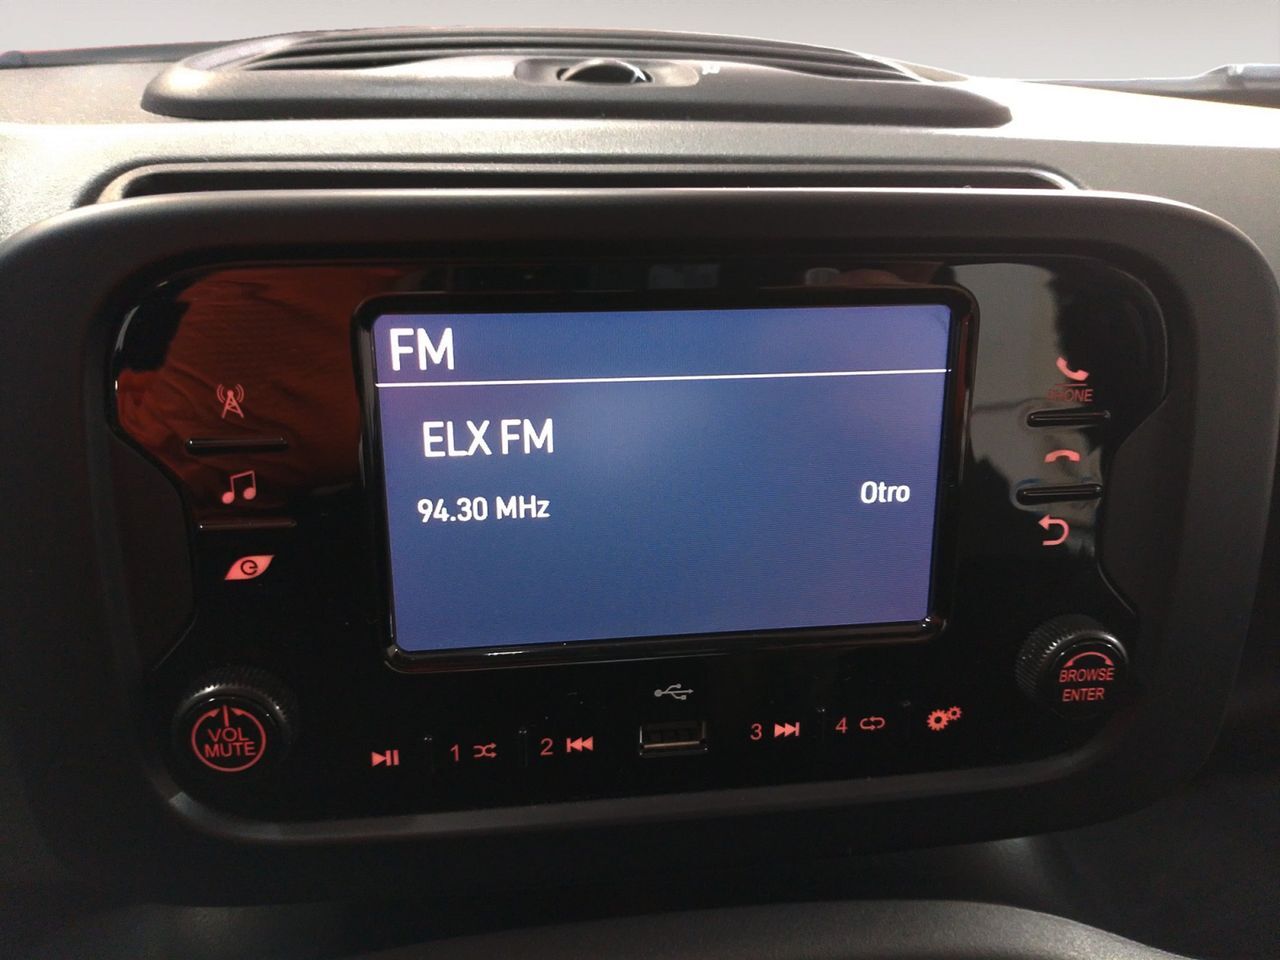 FM
ELX FM
94.30 MHz
Otro
PHONE
VOL
MUTE
BROWSE
ENTER
1
2
3
4